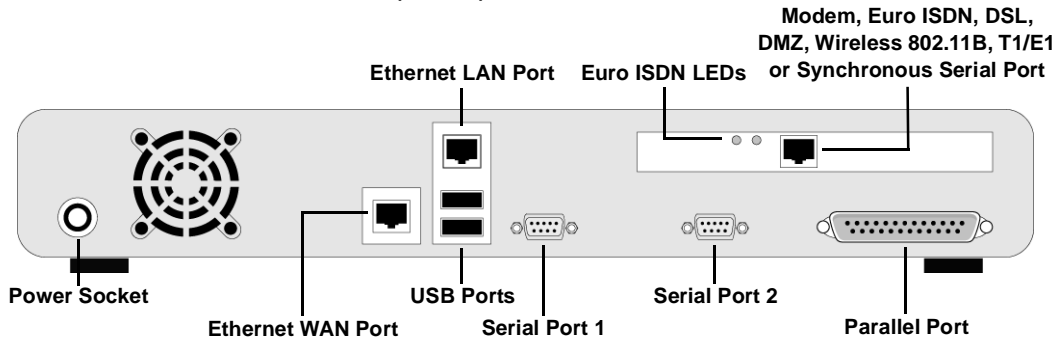 Modem, Euro ISDN, DSL,
DMZ, Wireless 802.11B, T1/E1
or Synchronous Serial Port
Ethernet LAN Port
Euro ISDN LEDs
Power Socket
Ethernet WAN Port
USB Ports
Serial Port 1
Serial Port 2
Parallel Port